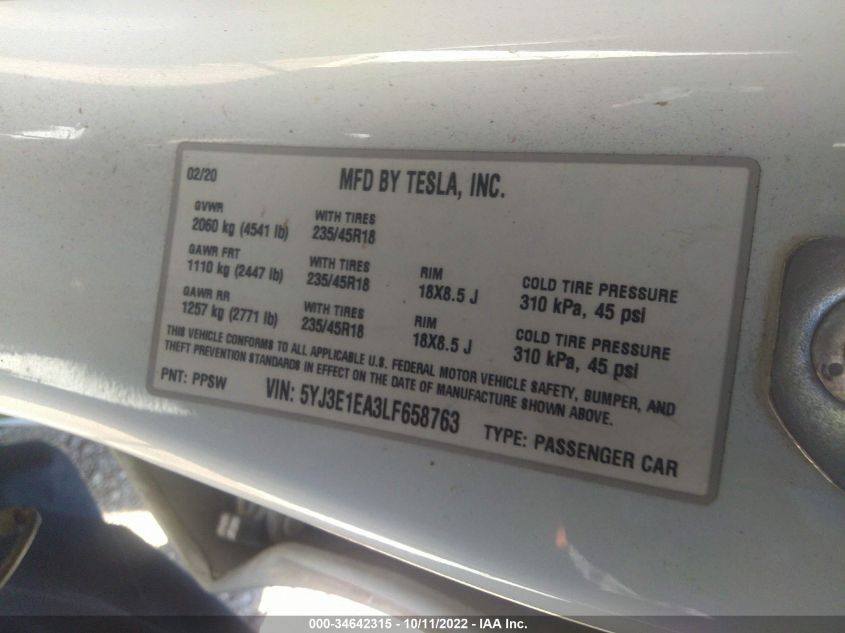 02/20
MFD BY TESLA, INC.
GVWR
2060 kg (4541 lb)
WITH TIRES
235/45R18
GAWR FRT
1110 kg (2447 lb)
WITH TIRES
235/45R18
RIM
18X8.5 J
COLD TIRE PRESSURE
310 kPa, 45 psi
GAWR RR
1257 kg (2771 lb)
WITH TIRES
235/45R18
RIM
18X8.5 J
COLD TIRE PRESSURE
310 kPa, 45 psi
THIS VEHICLE CONFORMS TO ALL APPLICABLE U.S. FEDERAL MOTOR VEHICLE SAFETY, BUMPER, AND
THEFT PREVENTION STANDARDS IN EFFECT ON THE DATE OF MANUFACTURE SHOWN ABOVE.
PNT: PPSW
VIN: 5YJ3E1EA3LF658763
TYPE: PASSENGER CAR
000-34642315 - 10/11/2022 - IAA Inc.